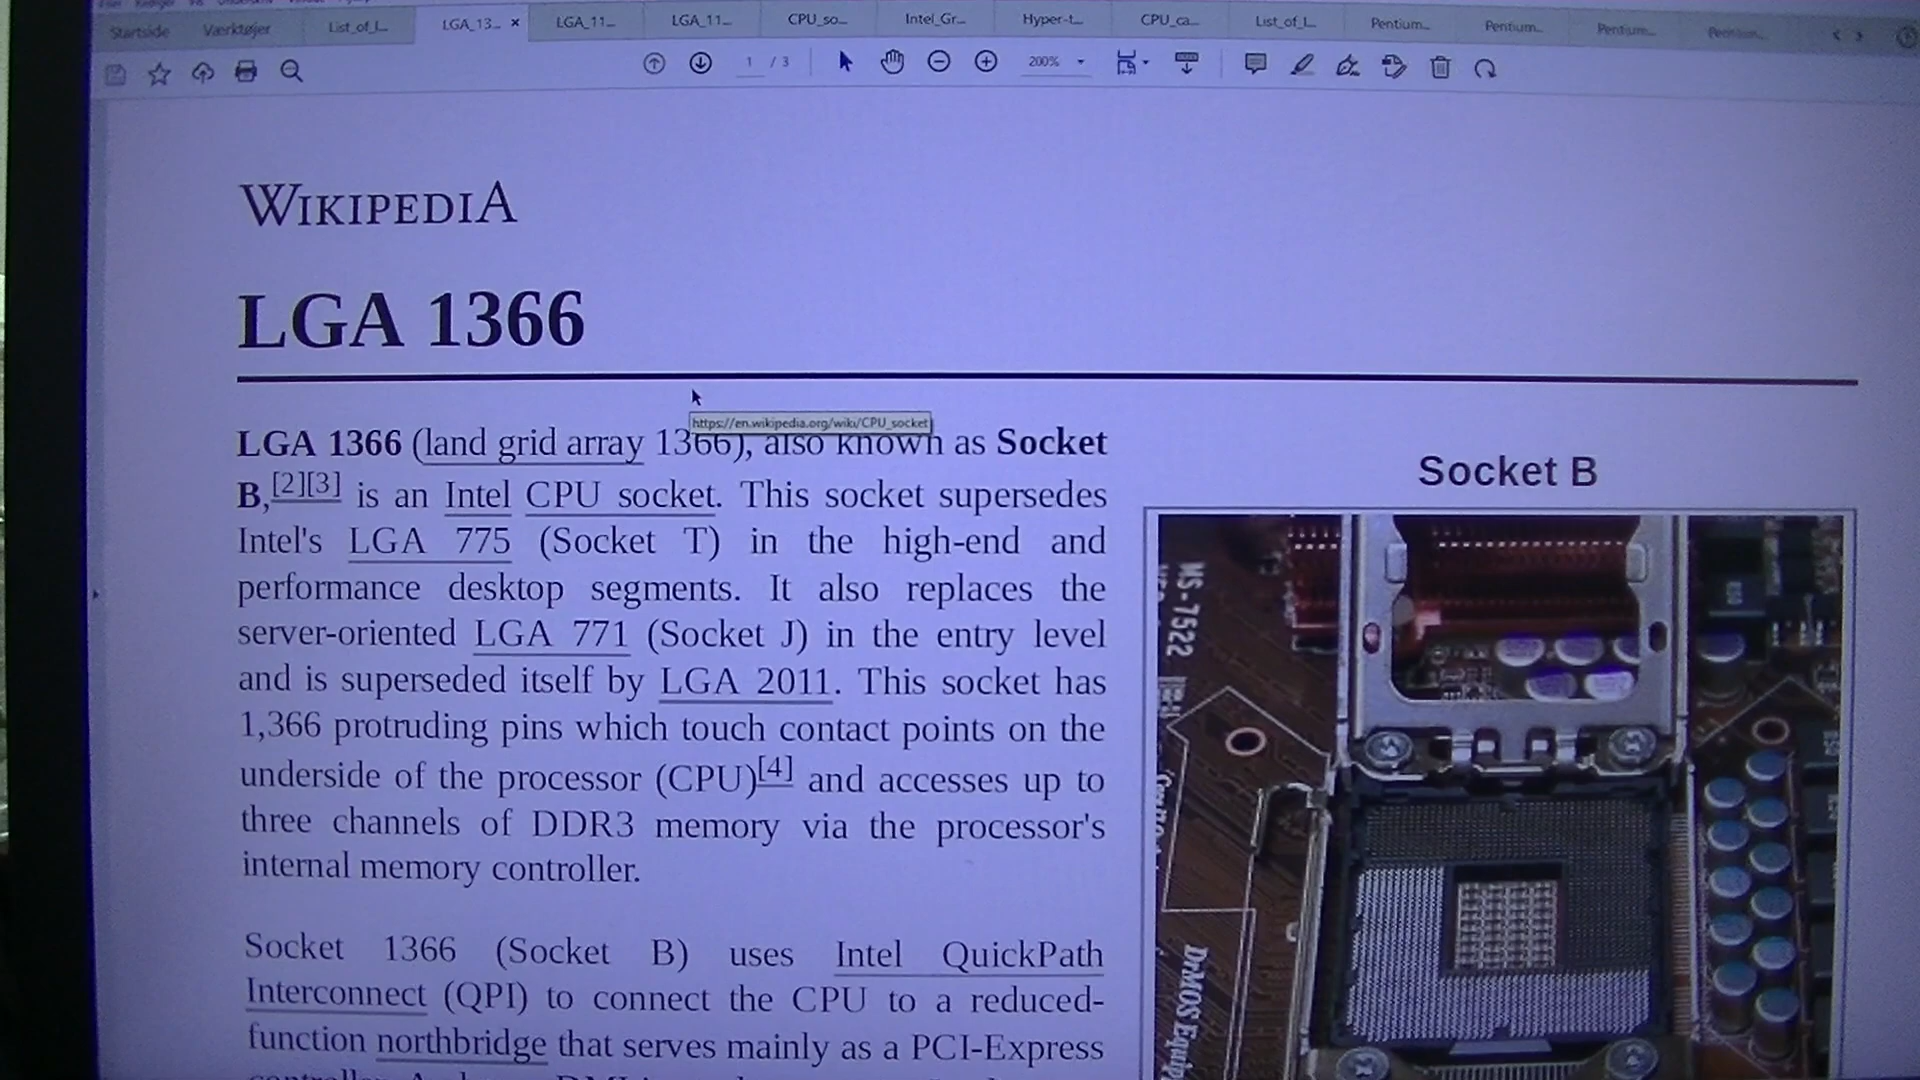 Startside Værktøjer List_of_I... LGA_13... × LGA_11... LGA_11... CPU_so... Intel_Gr... Hyper-t... CPU_ca... List_of_I... Pentium... Pentium... Pentium... Pentium...
1 / 3 200%
WIKIPEDIA
LGA 1366
https://en.wikipedia.org/wiki/CPU_socket
LGA 1366 (land grid array 1366), also known as Socket
B,[2][3] is an Intel CPU socket. This socket supersedes
Intel's LGA 775 (Socket T) in the high-end and
performance desktop segments. It also replaces the
server-oriented LGA 771 (Socket J) in the entry level
and is superseded itself by LGA 2011. This socket has
1,366 protruding pins which touch contact points on the
underside of the processor (CPU)[4] and accesses up to
three channels of DDR3 memory via the processor's
internal memory controller.
Socket 1366 (Socket B) uses Intel QuickPath
Interconnect (QPI) to connect the CPU to a reduced-
function northbridge that serves mainly as a PCI-Express
Socket B
MS-7522
DrMOS